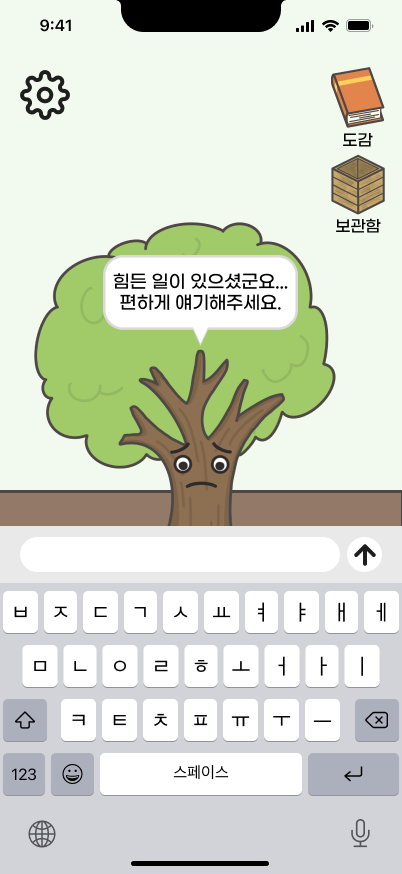 9:41
도감
보관함
힘든 일이 있으셨군요...
편하게 얘기해주세요.
ㅂ ㅈ ㄷ ㄱ ㅅ ㅛ ㅕ ㅑ ㅐ ㅔ
ㅁ ㄴ ㅇ ㄹ ㅎ ㅗ ㅓ ㅏ ㅣ
ㅋ ㅌ ㅊ ㅍ ㅠ ㅜ ㅡ
123 스페이스